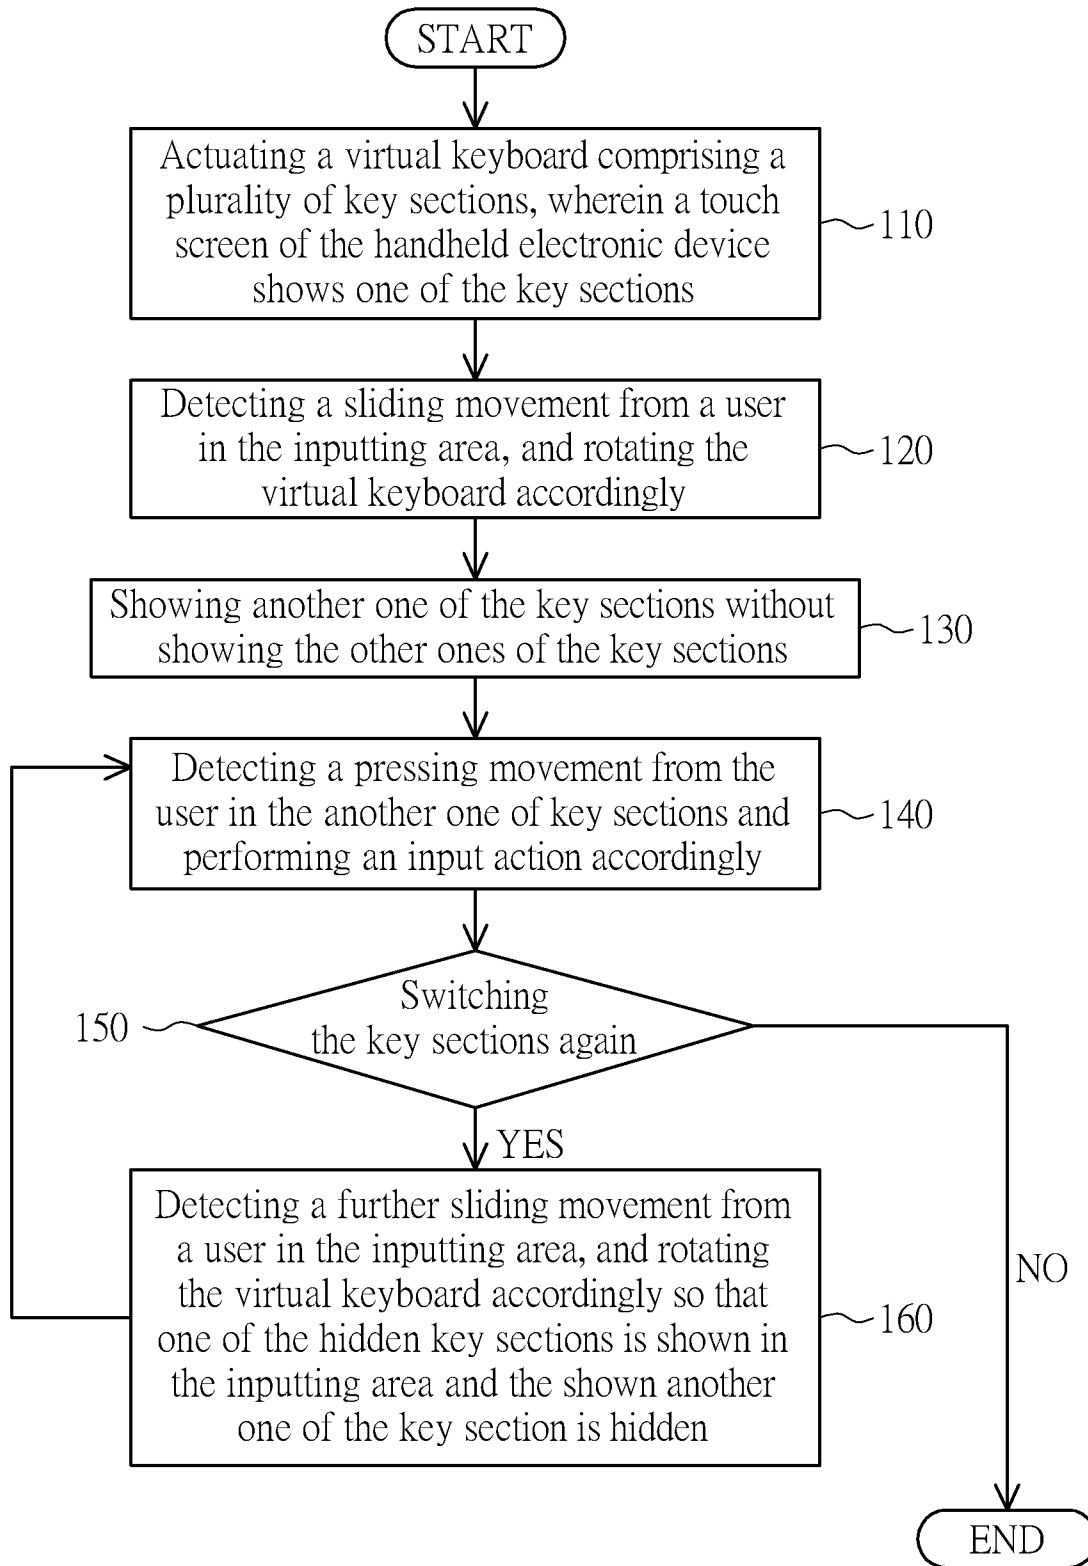 START
Actuating a virtual keyboard comprising a
plurality of key sections, wherein a touch
screen of the handheld electronic device
shows one of the key sections
110
Detecting a sliding movement from a user
in the inputting area, and rotating the
virtual keyboard accordingly
120
Showing another one of the key sections without
showing the other ones of the key sections
130
Detecting a pressing movement from the
user in the another one of key sections and
performing an input action accordingly
140
Switching
the key sections again
150
YES
NO
Detecting a further sliding movement from
a user in the inputting area, and rotating
the virtual keyboard accordingly so that
one of the hidden key sections is shown in
the inputting area and the shown another
one of the key section is hidden
160
END